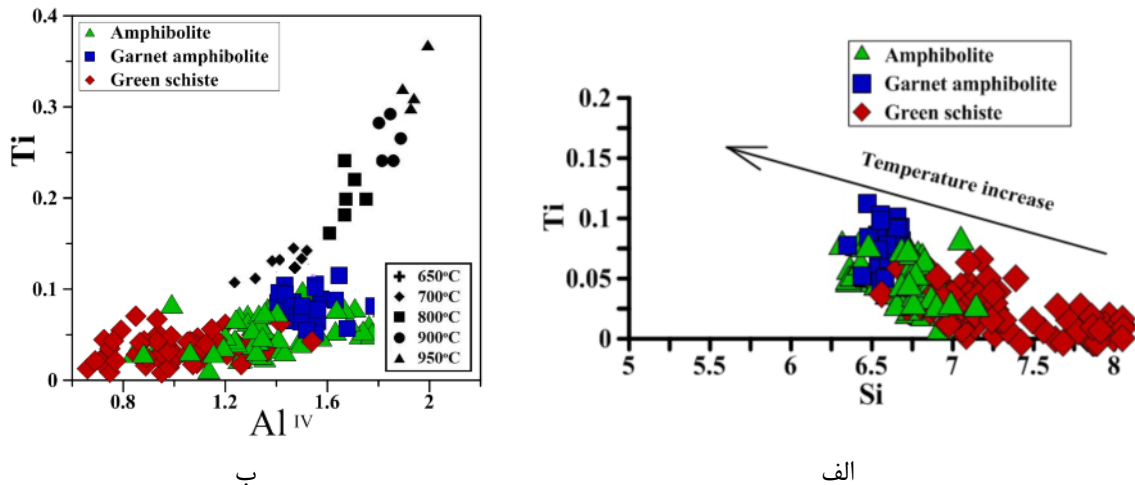 0.4
0.3
0.2
0.1
0
Ti
Amphibolite
Garnet amphibolite
Green schiste
650°C
700°C
800°C
900°C
950°C
0.8
1.2
1.6
2
Al IV
ب
Amphibolite
Garnet amphibolite
Green schiste
0.2
0.15
0.1
0.05
0
Ti
Temperature increase
5
5.5
6
6.5
7
7.5
8
Si
الف